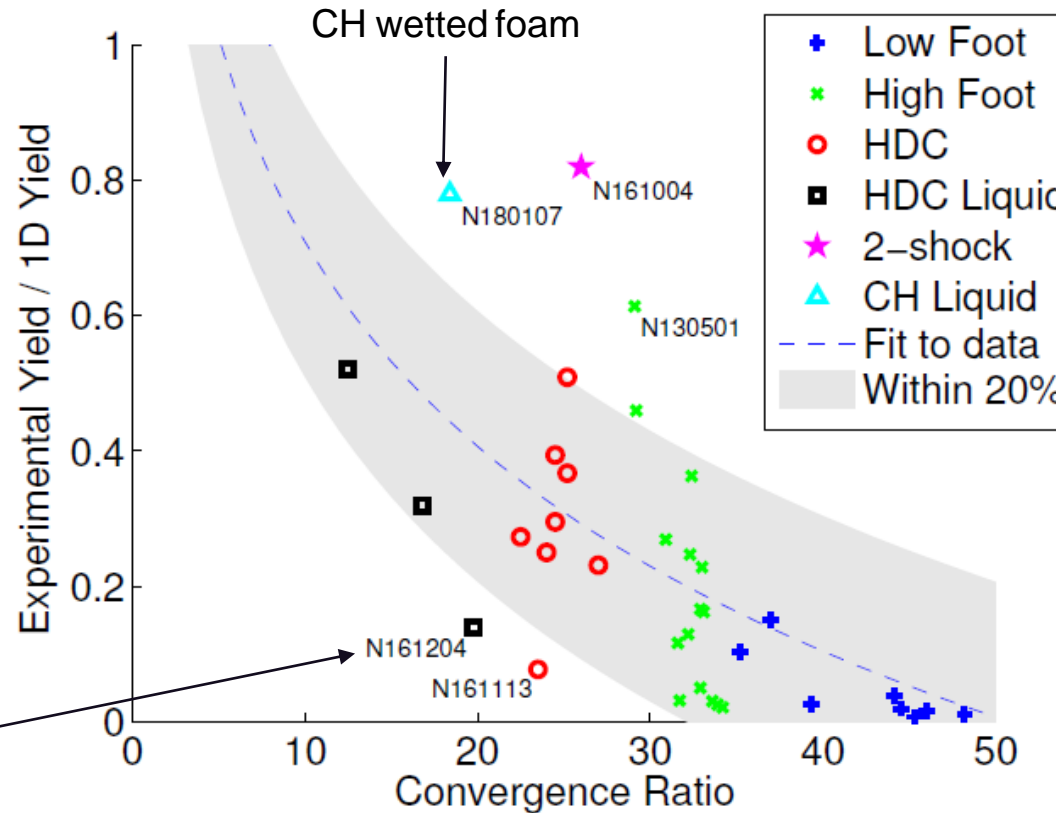 CH wetted foam
Low Foot
High Foot
HDC
HDC Liquid
2−shock
CH Liquid
Fit to data
Within 20%
Experimental Yield / 1D Yield
1
0.8
0.6
0.4
0.2
0
N180107
N161004
N130501
N161204
N161113
0 10 20 30 40 50
Convergence Ratio